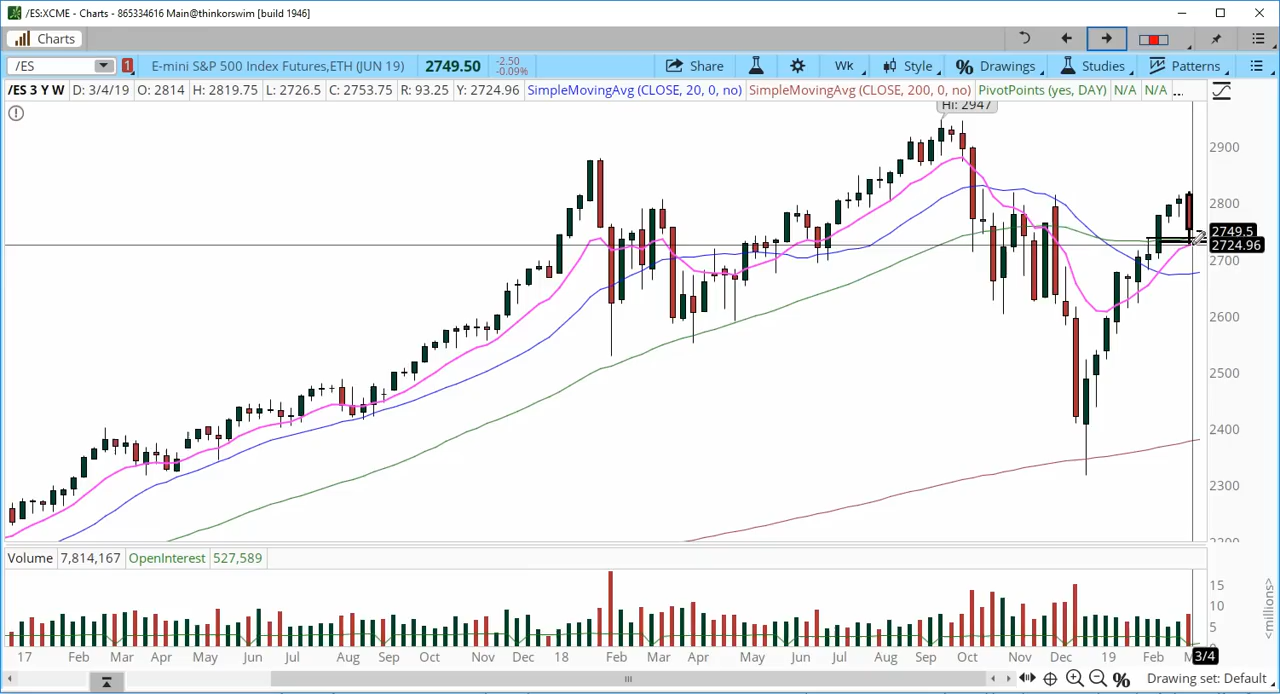 /ES:XCME - Charts - 865334616 Main@thinkorswim [build 1946]
Charts
/ES 1 E-mini S&P 500 Index Futures,ETH (JUN 19) 2749.50 -2.50 -0.09% Share Wk Style % Drawings Studies Patterns
/ES 3 Y W D: 3/4/19 O: 2814 H: 2819.75 L: 2726.5 C: 2753.75 R: 93.25 Y: 2724.96 SimpleMovingAvg (CLOSE, 20, 0, no) SimpleMovingAvg (CLOSE, 200, 0, no) PivotPoints (yes, DAY) N/A N/A ...
Hi: 2947
2900
2800
2749.5
2724.96
2700
2600
2500
2400
2300
Volume 7,814,167 OpenInterest 527,589
15
10
5
<millions>
17 Feb Mar Apr May Jun Jul Aug Sep Oct Nov Dec 18 Feb Mar Apr May Jun Jul Aug Sep Oct Nov Dec 19 Feb 3/4
% Drawing set: Default